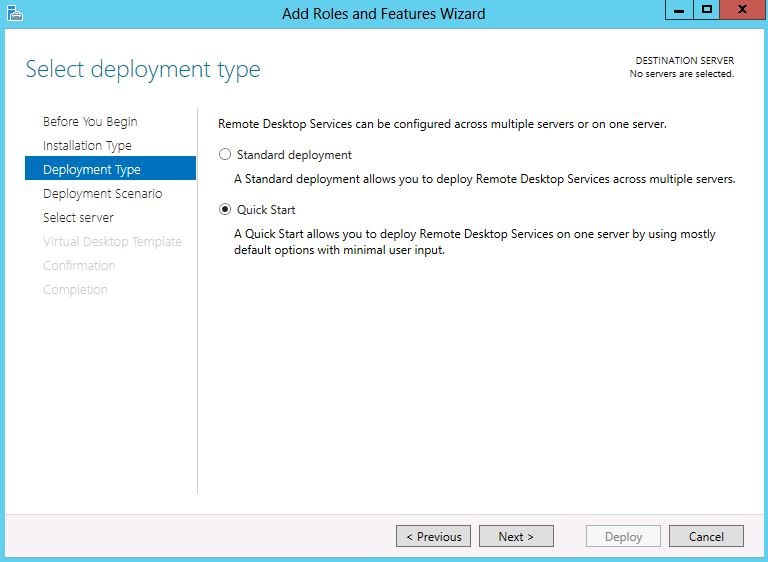 Add Roles and Features Wizard
x
Select deployment type
DESTINATION SERVER
No servers are selected.
Before You Begin
Installation Type
Deployment Type
Deployment Scenario
Select server
Virtual Desktop Template
Confirmation
Completion
Remote Desktop Services can be configured across multiple servers or on one server.
Standard deployment
A Standard deployment allows you to deploy Remote Desktop Services across multiple servers.
Quick Start
A Quick Start allows you to deploy Remote Desktop Services on one server by using mostly
default options with minimal user input.
< Previous
Next >
Deploy
Cancel